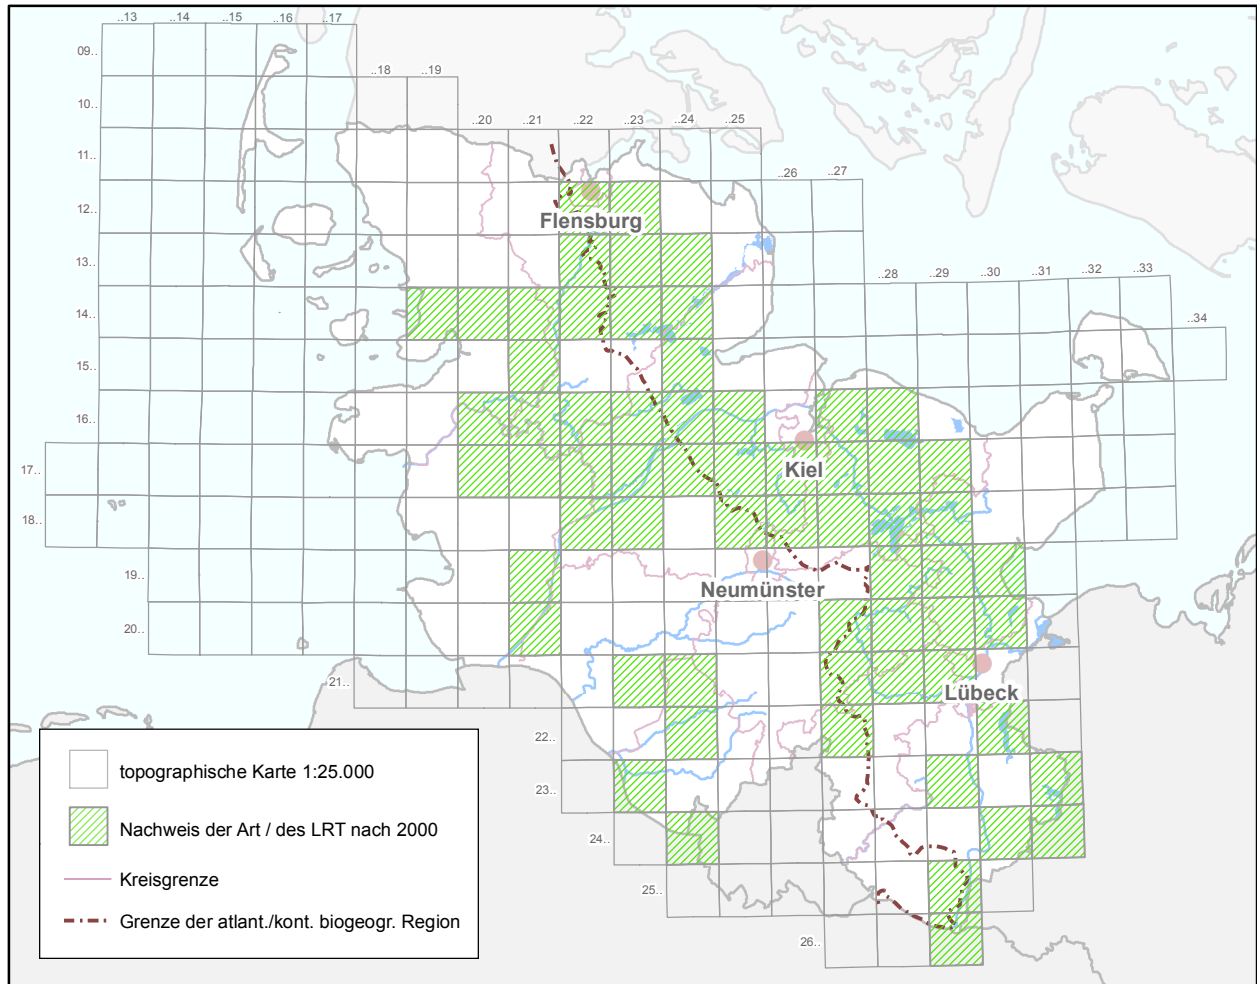 ..13 ..14 ..15 ..16 ..17
09..
..18 ..19
10..
..20 ..21 ..22 ..23 ..24 ..25
11..
..26 ..27
12..
Flensburg
13..
..28 ..29 ..30 ..31 ..32 ..33
14..
..34
15..
16..
Kiel
17..
18..
19..
Neumünster
20..
21..
Lübeck
22..
23..
24..
25..
26..
topographische Karte 1:25.000
Nachweis der Art / des LRT nach 2000
Kreisgrenze
Grenze der atlant./kont. biogeogr. Region